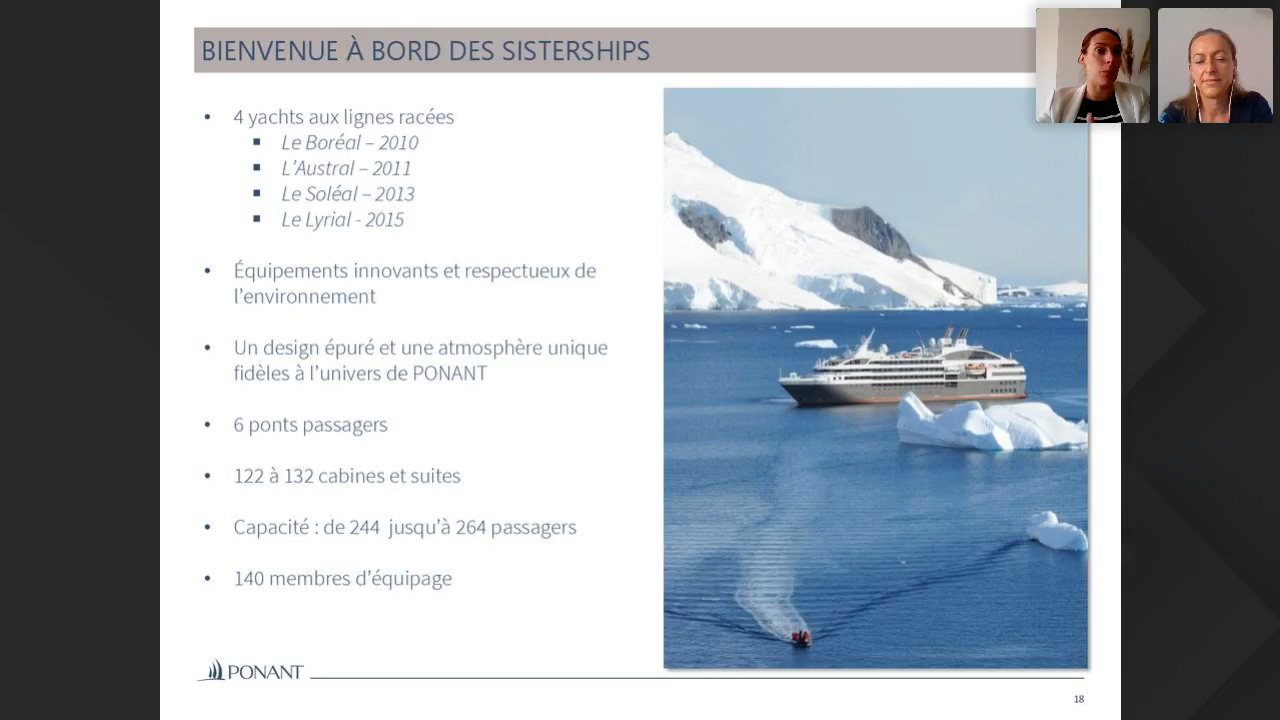 BIENVENUE À BORD DES SISTERSHIPS
• 4 yachts aux lignes racées
▪ Le Boréal – 2010
▪ L'Austral – 2011
▪ Le Soléal – 2013
▪ Le Lyrial - 2015
• Équipements innovants et respectueux de
l'environnement
• Un design épuré et une atmosphère unique
fidèles à l'univers de PONANT
• 6 ponts passagers
• 122 à 132 cabines et suites
• Capacité : de 244 jusqu'à 264 passagers
• 140 membres d'équipage
PONANT
18